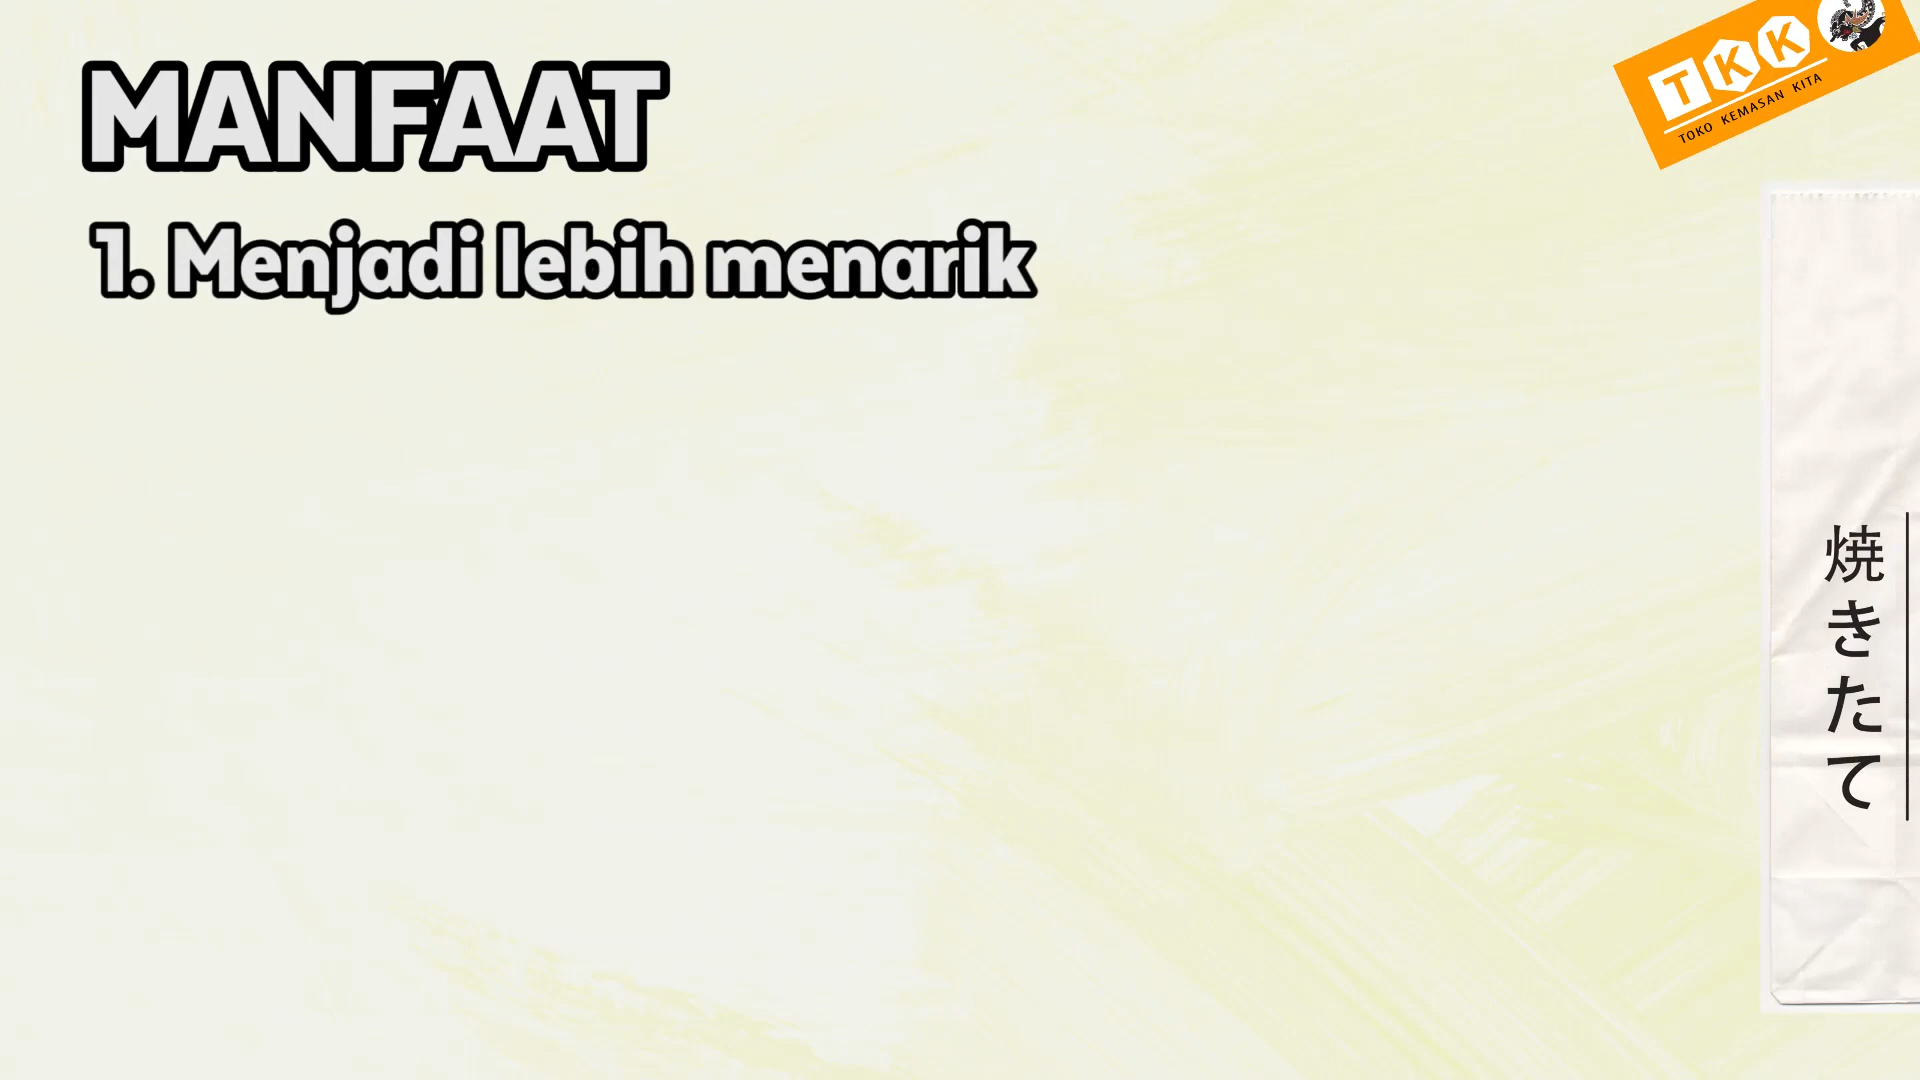 MANFAAT
1. Menjadi lebih menarik
TKK
TOKO KEMASAN KITA
焼きたて